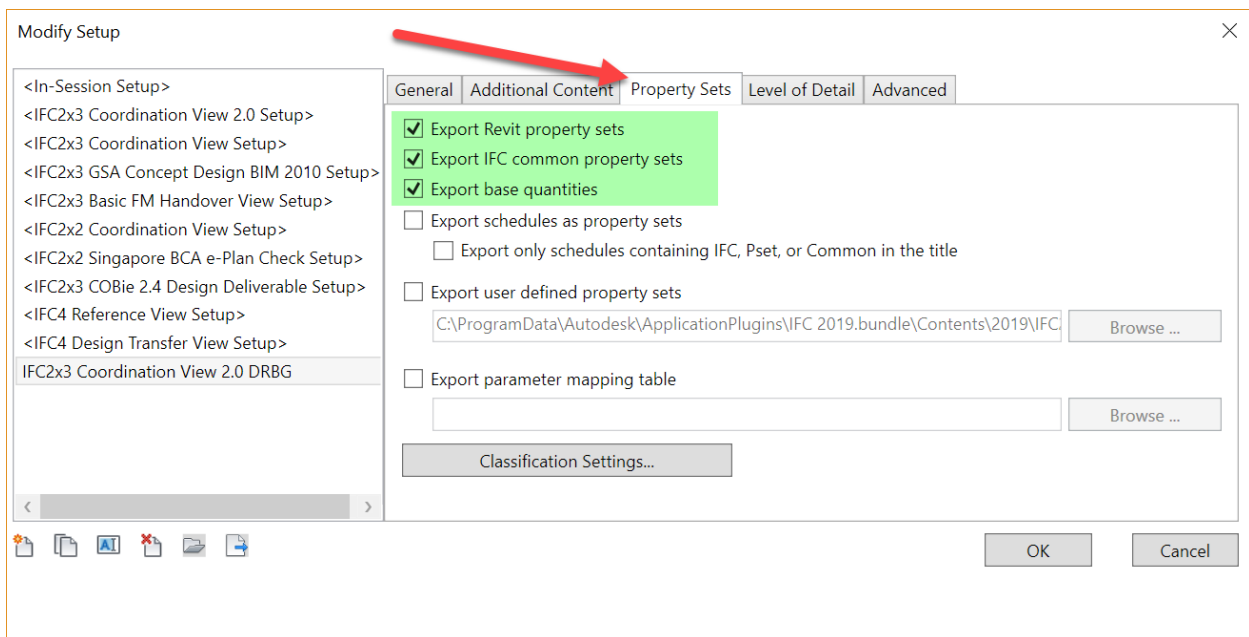 Modify Setup
<In-Session Setup>
<IFC2x3 Coordination View 2.0 Setup>
<IFC2x3 Coordination View Setup>
<IFC2x3 GSA Concept Design BIM 2010 Setup>
<IFC2x3 Basic FM Handover View Setup>
<IFC2x2 Coordination View Setup>
<IFC2x2 Singapore BCA e-Plan Check Setup>
<IFC2x3 COBie 2.4 Design Deliverable Setup>
<IFC4 Reference View Setup>
<IFC4 Design Transfer View Setup>
IFC2x3 Coordination View 2.0 DRBG
General Additional Content Property Sets Level of Detail Advanced
Export Revit property sets
Export IFC common property sets
Export base quantities
Export schedules as property sets
Export only schedules containing IFC, Pset, or Common in the title
Export user defined property sets
C:\ProgramData\Autodesk\ApplicationPlugins\IFC 2019.bundle\Contents\2019\IFC Browse ...
Export parameter mapping table
Browse ...
Classification Settings...
AI
OK Cancel